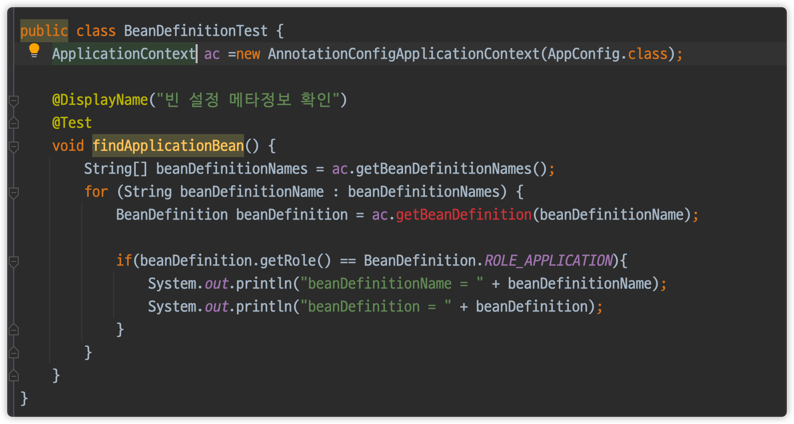 public class BeanDefinitionTest {
ApplicationContext ac =new AnnotationConfigApplicationContext(AppConfig.class);
@DisplayName("빈 설정 메타정보 확인")
@Test
void findApplicationBean() {
String[] beanDefinitionNames = ac.getBeanDefinitionNames();
for (String beanDefinitionName : beanDefinitionNames) {
BeanDefinition beanDefinition = ac.getBeanDefinition(beanDefinitionName);
if(beanDefinition.getRole() == BeanDefinition.ROLE_APPLICATION){
System.out.println("beanDefinitionName = " + beanDefinitionName);
System.out.println("beanDefinition = " + beanDefinition);
}
}
}
}